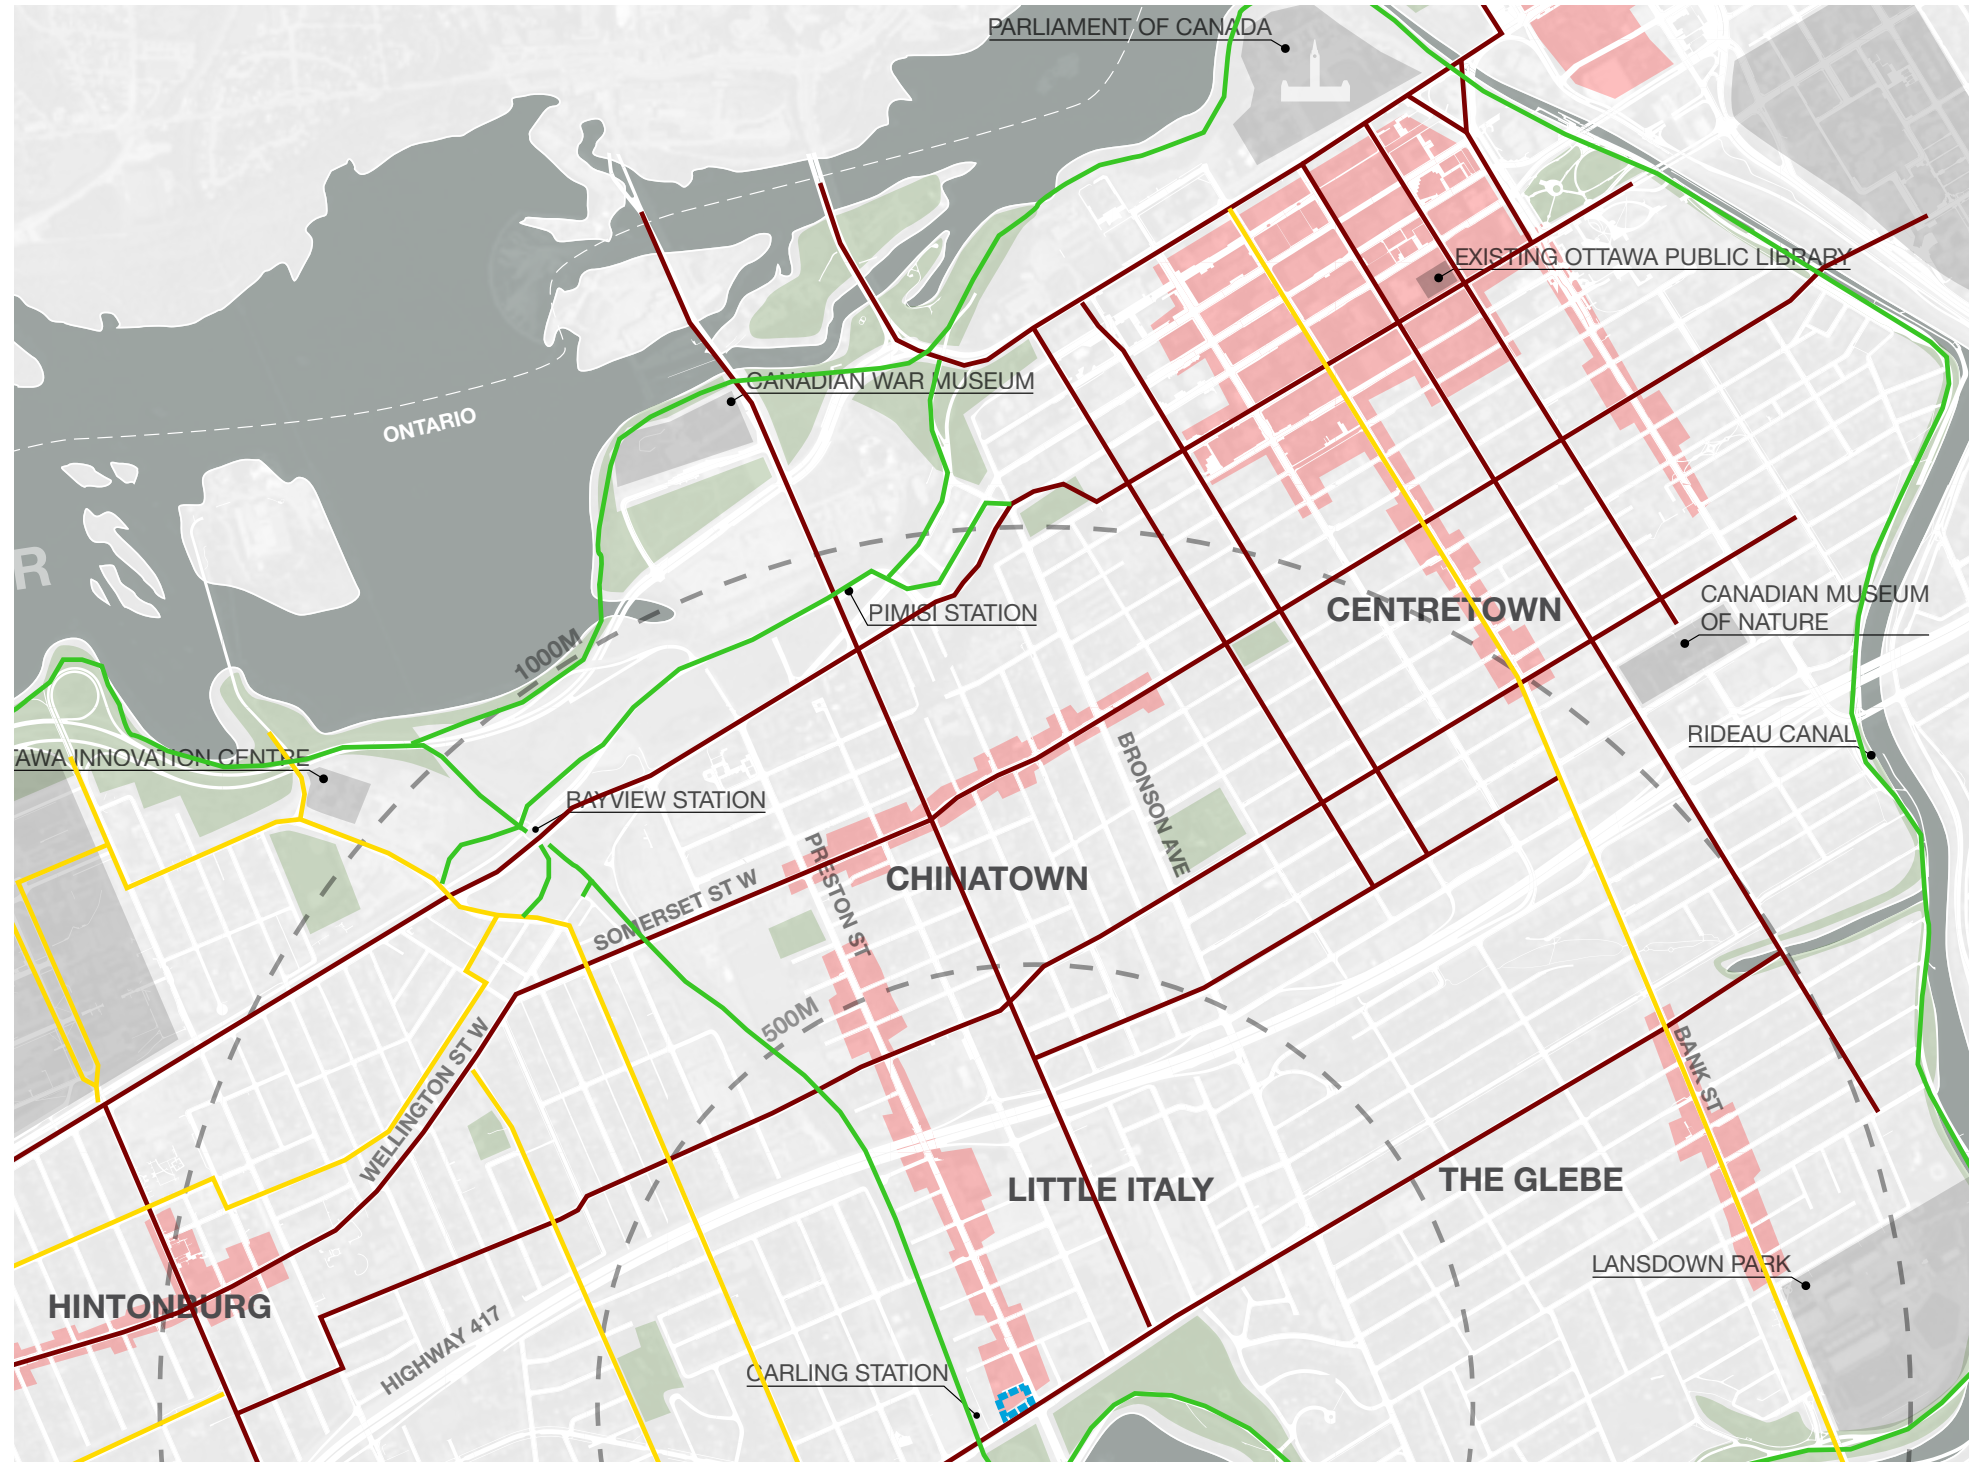 PARLIAMENT OF CANADA
EXISTING OTTAWA PUBLIC LIBRARY
CANADIAN WAR MUSEUM
ONTARIO
R
CENTRETOWN
CANADIAN MUSEUM
OF NATURE
PIMISI STATION
1000M
RIDEAU CANAL
TAWA INNOVATION CENTRE
BAYVIEW STATION
BRONSON AVE
PRESTON ST
CHINATOWN
SOMERSET ST W
500M
WELLINGTON ST W
BANK ST
LITTLE ITALY
THE GLEBE
LANSDOWN PARK
HINTONBURG
HIGHWAY 417
CARLING STATION